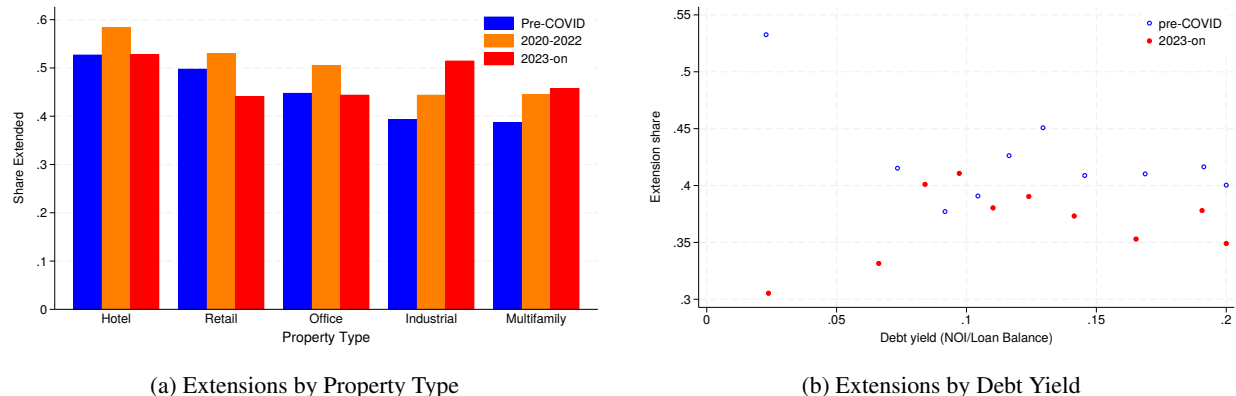 .6
.5
.4
.3
.2
.1
0
Share Extended
Pre-COVID
2020-2022
2023-on
Hotel Retail Office Industrial Multifamily
Property Type
(a) Extensions by Property Type
.55
.5
.45
.4
.35
.3
Extension share
pre-COVID
2023-on
0 .05 .1 .15 .2
Debt yield (NOI/Loan Balance)
(b) Extensions by Debt Yield